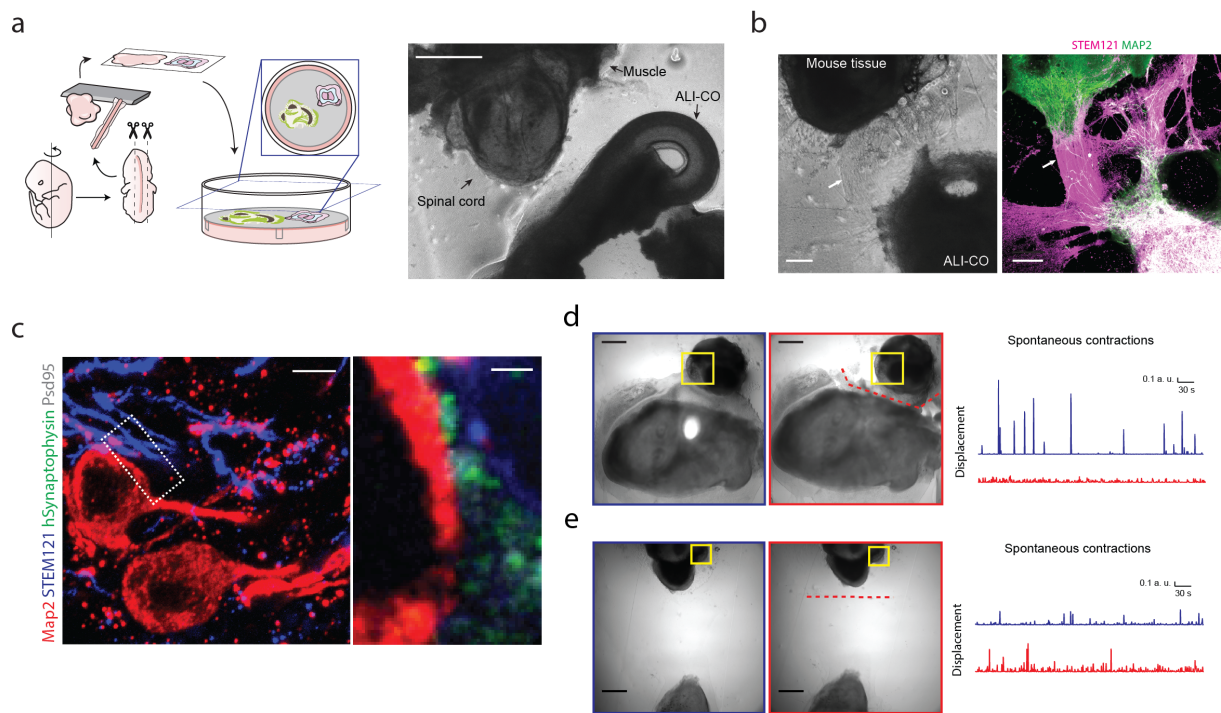 a
Muscle
ALI-CO
Spinal cord
b
STEM121 MAP2
Mouse tissue
ALI-CO
c
Map2 STEM121 hSynaptophysin Psd95
d
Spontaneous contractions
0.1 a. u.
30 s
Displacement
e
Spontaneous contractions
0.1 a. u.
30 s
Displacement